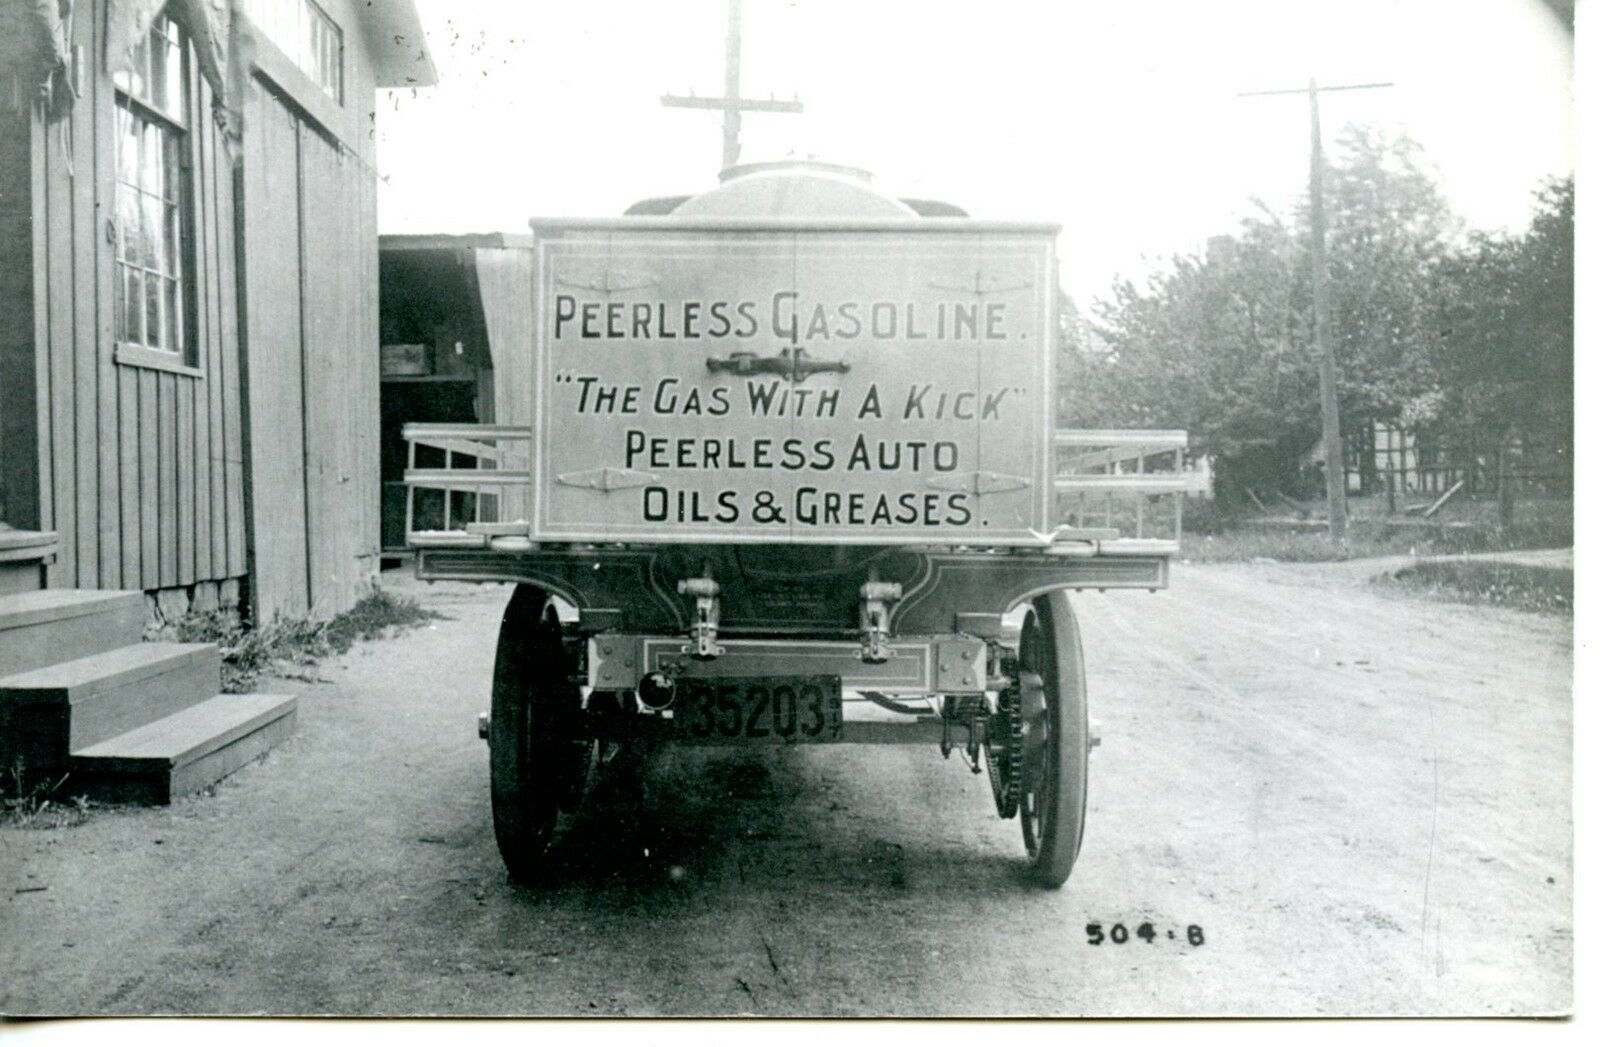 PEERLESS GASOLINE.
"THE GAS WITH A KICK"
PEERLESS AUTO
OILS & GREASES.
35203
504-B